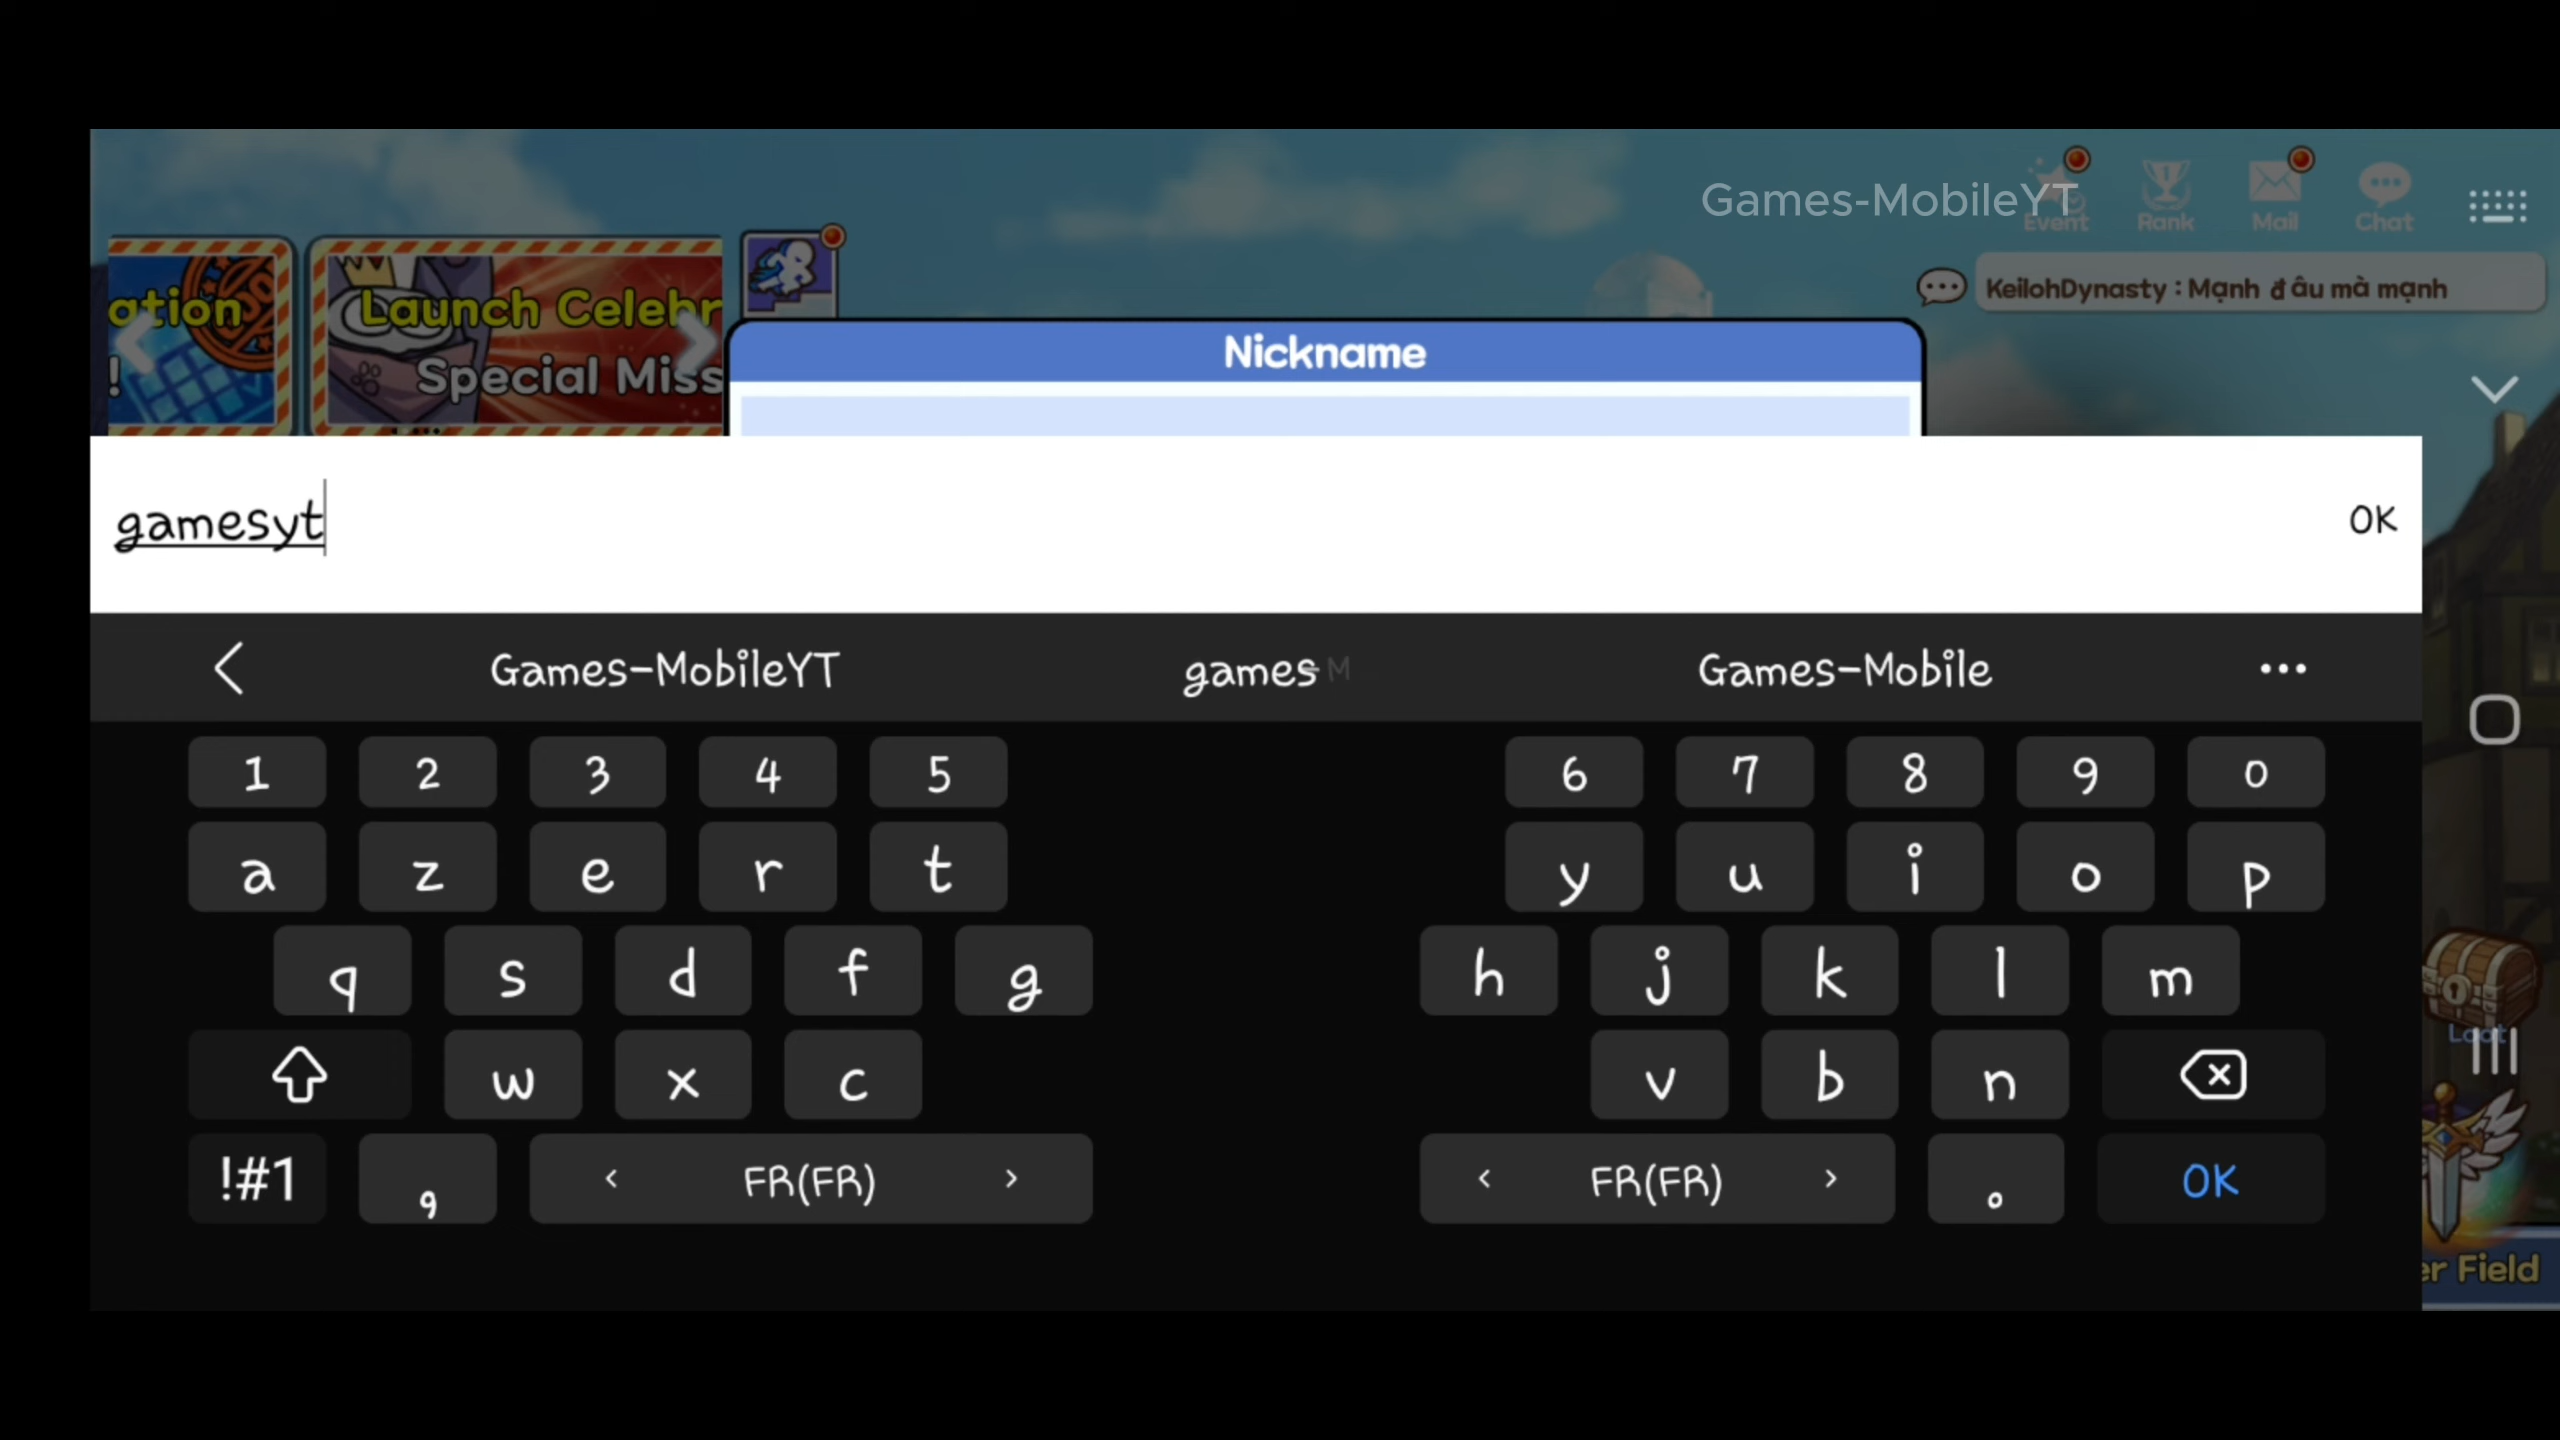 Games-MobileYT
Event
Rank
Mail
Chat
KeilohDynasty : Mạnh đâu mà mạnh
ation
!
Launch Celebr
Special Miss
Nickname
gamesyt
OK
Games-MobileYT
games
Games-Mobile
1 2 3 4 5 6 7 8 9 0
a z e r t y u i o p
q s d f g h j k l m
w x c v b n
!#1 , < FR(FR) > < FR(FR) > . OK
Loot
er Field